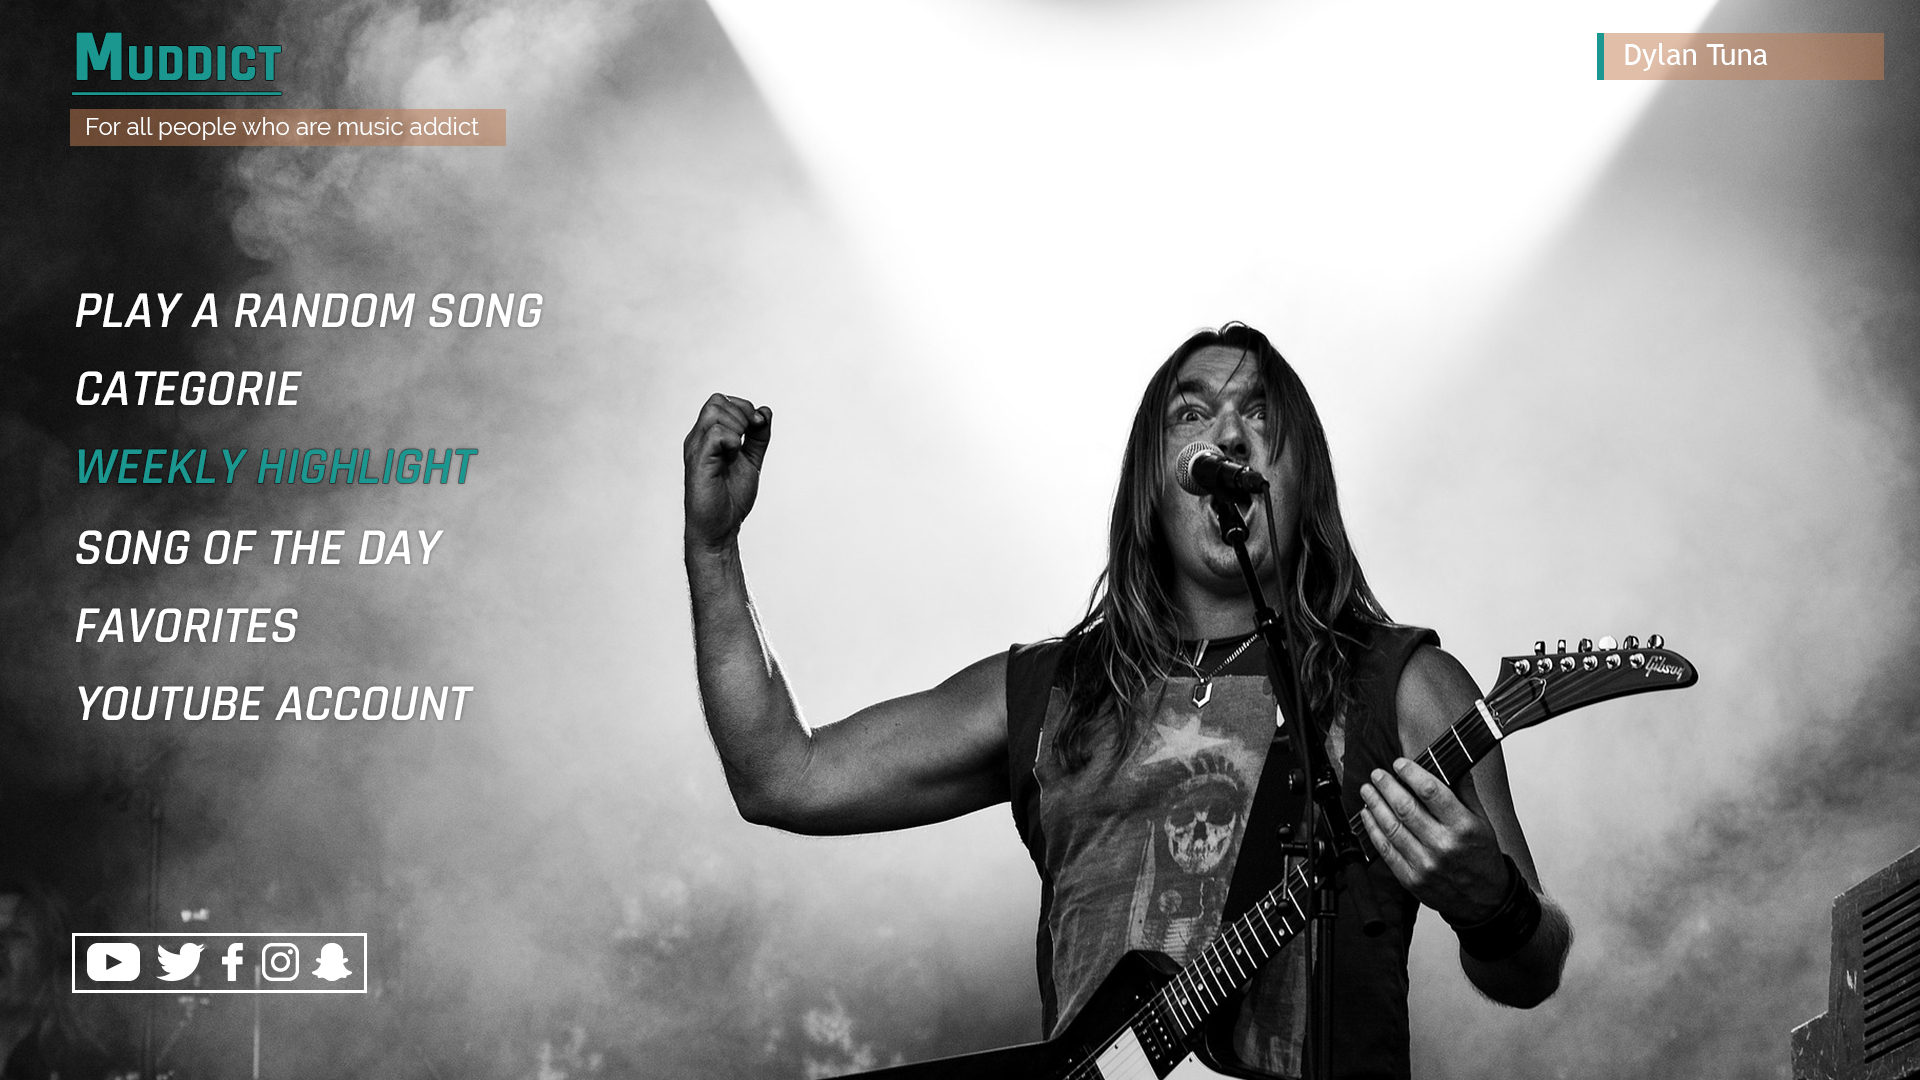 MUDDICT
Dylan Tuna
For all people who are music addict
PLAY A RANDOM SONG
CATEGORIE
WEEKLY HIGHLIGHT
SONG OF THE DAY
FAVORITES
YOUTUBE ACCOUNT
Gibson